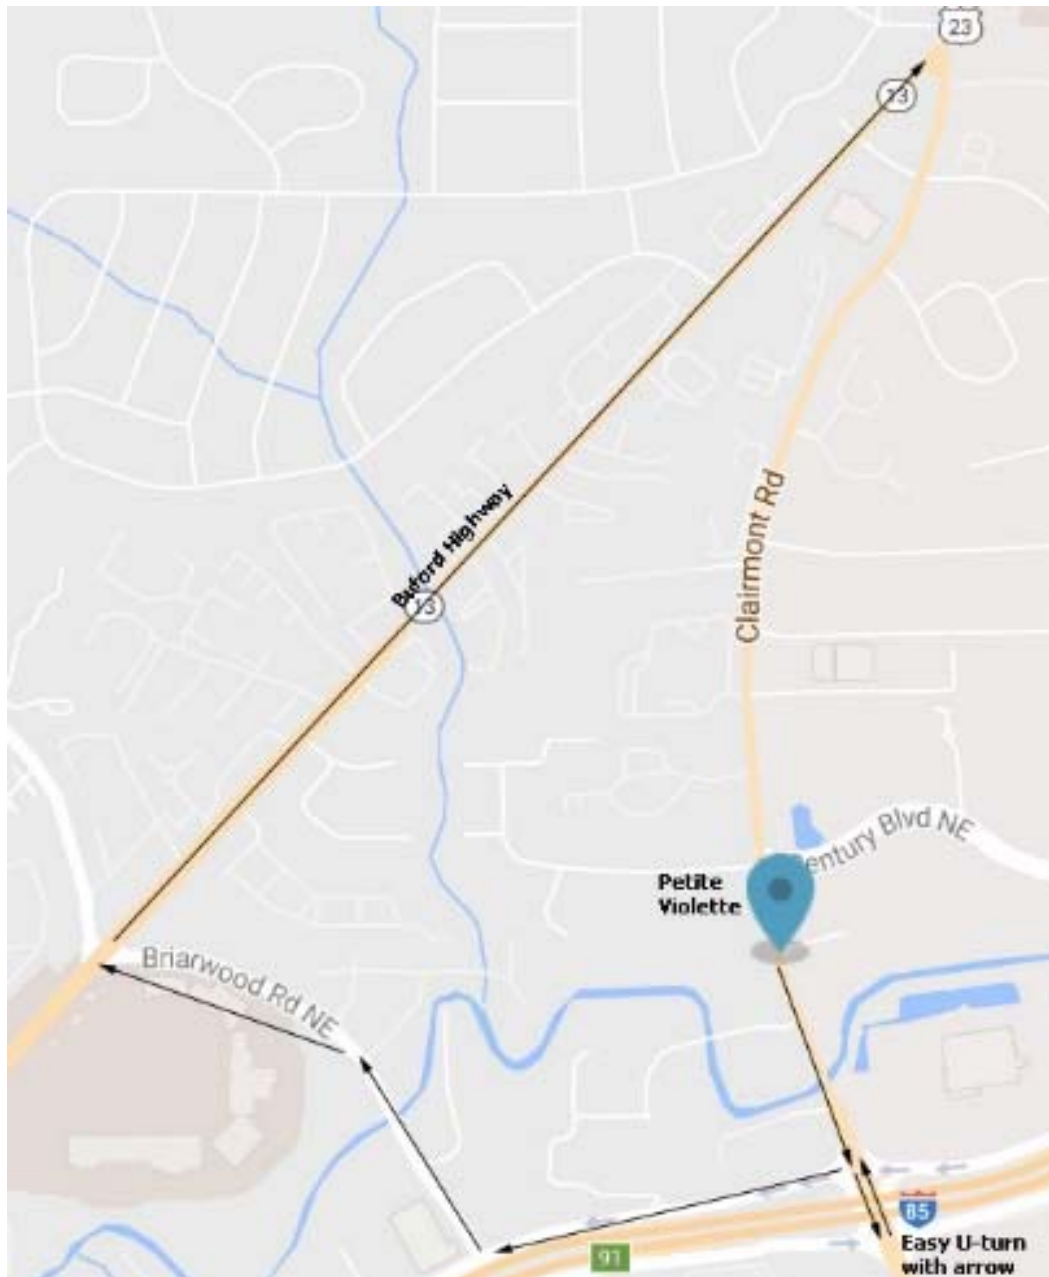 23
13
Buford Highway
13
Clairmont Rd
Century Blvd NE
Petite
Violette
Briarwood Rd NE
85
91
Easy U-turn
with arrow